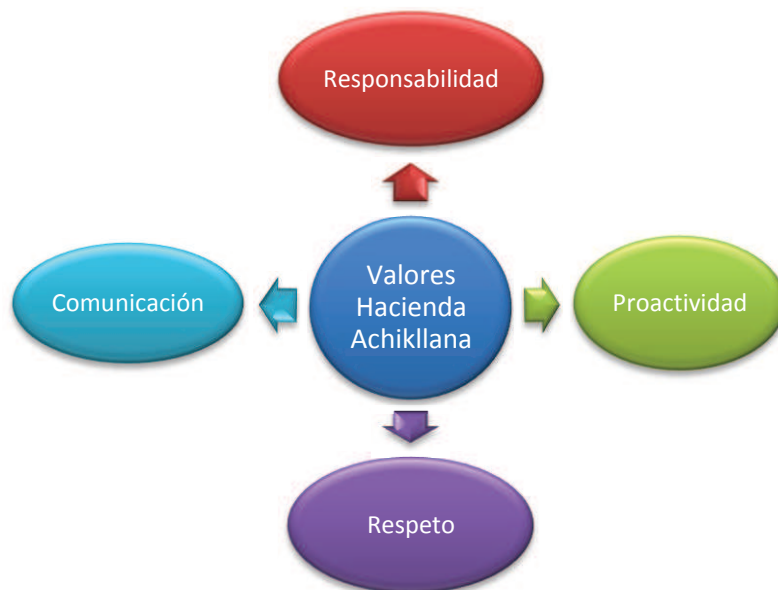 Responsabilidad
Comunicación
Valores
Hacienda
Achikllana
Proactividad
Respeto